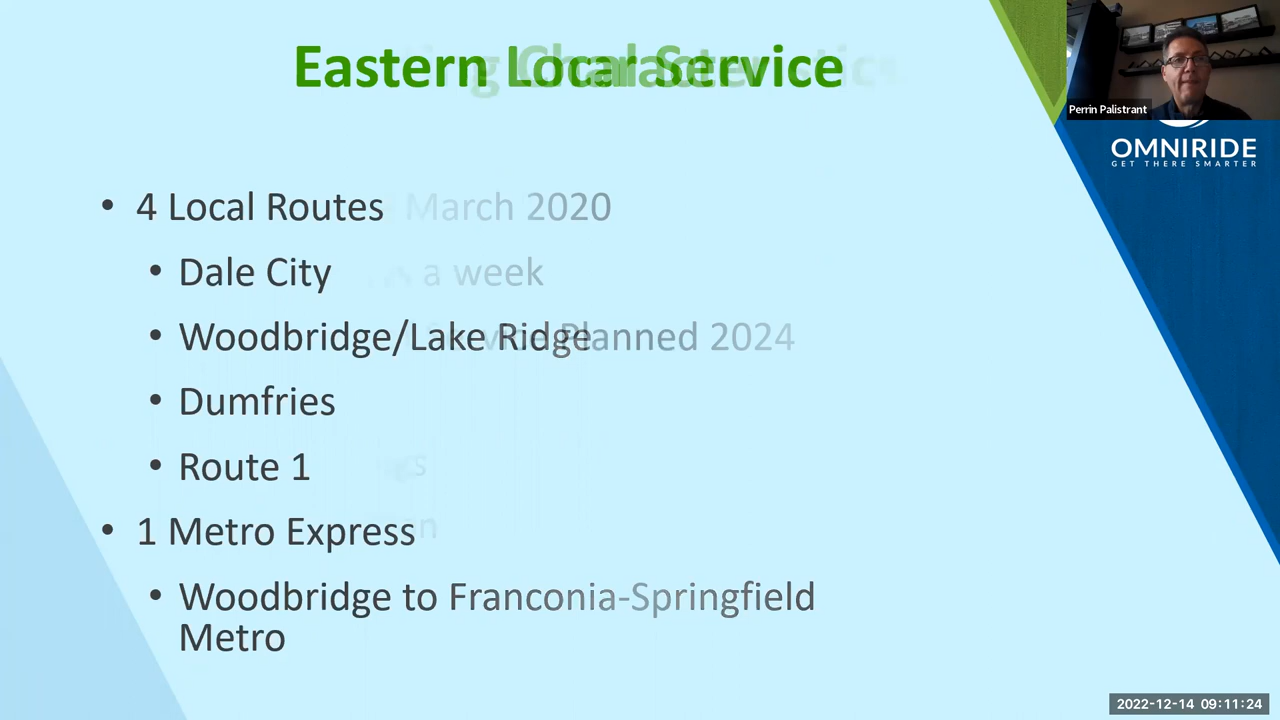 Eastern Local Service
Perrin Palistrant
OMNIRIDE
GET THERE SMARTER
• 4 Local Routes March 2020
• Dale City a week
• Woodbridge/Lake Ridge Planned 2024
• Dumfries
• Route 1
• 1 Metro Express
• Woodbridge to Franconia-Springfield
Metro
2022-12-14 09:11:24